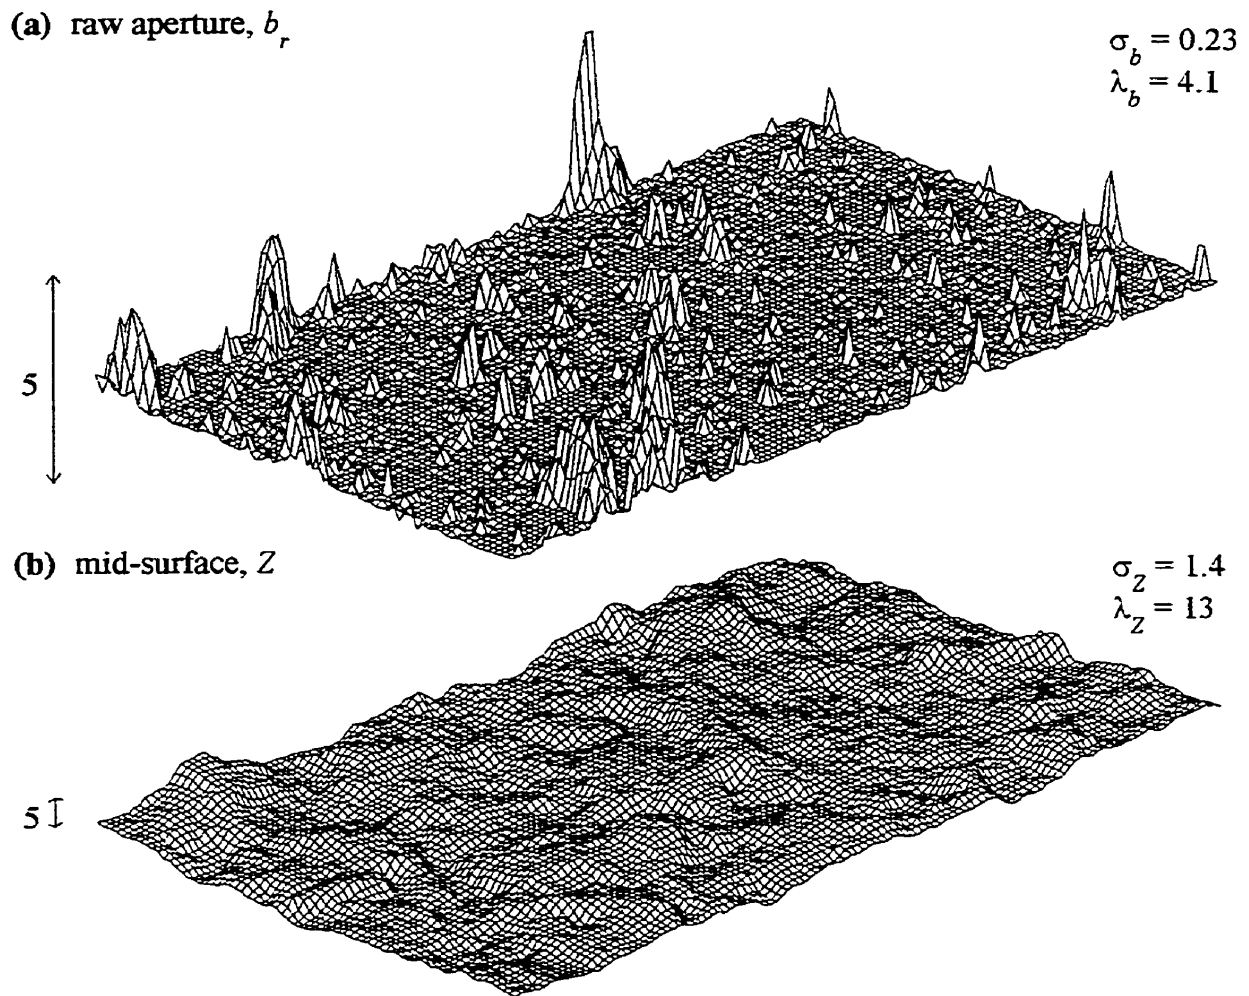 (a) raw aperture, b_r
σ_b = 0.23
λ_b = 4.1
5
(b) mid-surface, Z
σ_Z = 1.4
λ_Z = 13
5